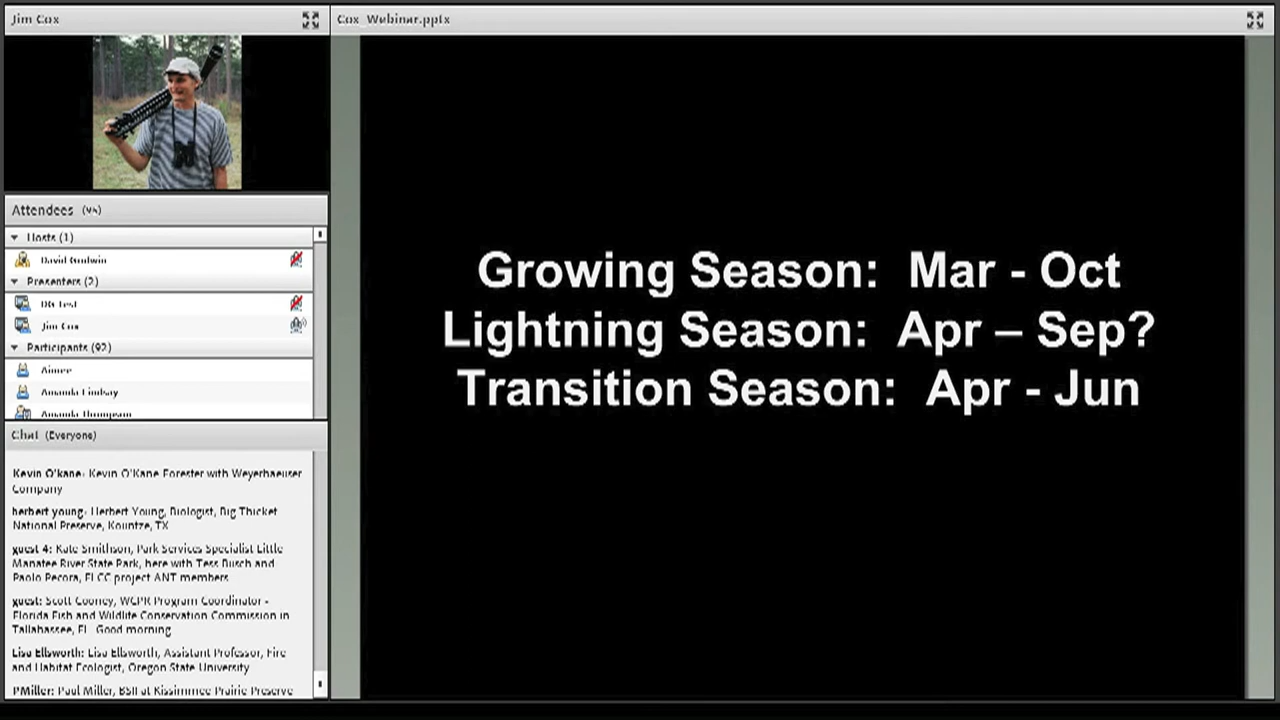 Jim Cox
Cox_Webinar.pptx
Attendees (95)
Hosts (1)
David Godwin
Presenters (2)
DG Test
Jim Cox
Participants (92)
Aimee
Amanda Lindsay
Amanda Thompson
Chat (Everyone)
Kevin O'kane: Kevin O'Kane Forester with Weyerhaeuser
Company
herbert young: Herbert Young, Biologist, Big Thicket
National Preserve, Kountze, TX
guest 4: Kate Smithson, Park Services Specialist Little
Manatee River State Park, here with Tess Busch and
Paolo Pecora, FLCC project ANT members
guest: Scott Cooney, WCPR Program Coordinator -
Florida Fish and Wildlife Conservation Commission in
Tallahassee, FL Good morning
Lisa Ellsworth: Lisa Ellsworth, Assistant Professor, Fire
and Habitat Ecologist, Oregon State University
PMiller: Paul Miller, BSII at Kissimmee Prairie Preserve
Growing Season: Mar - Oct
Lightning Season: Apr – Sep?
Transition Season: Apr - Jun